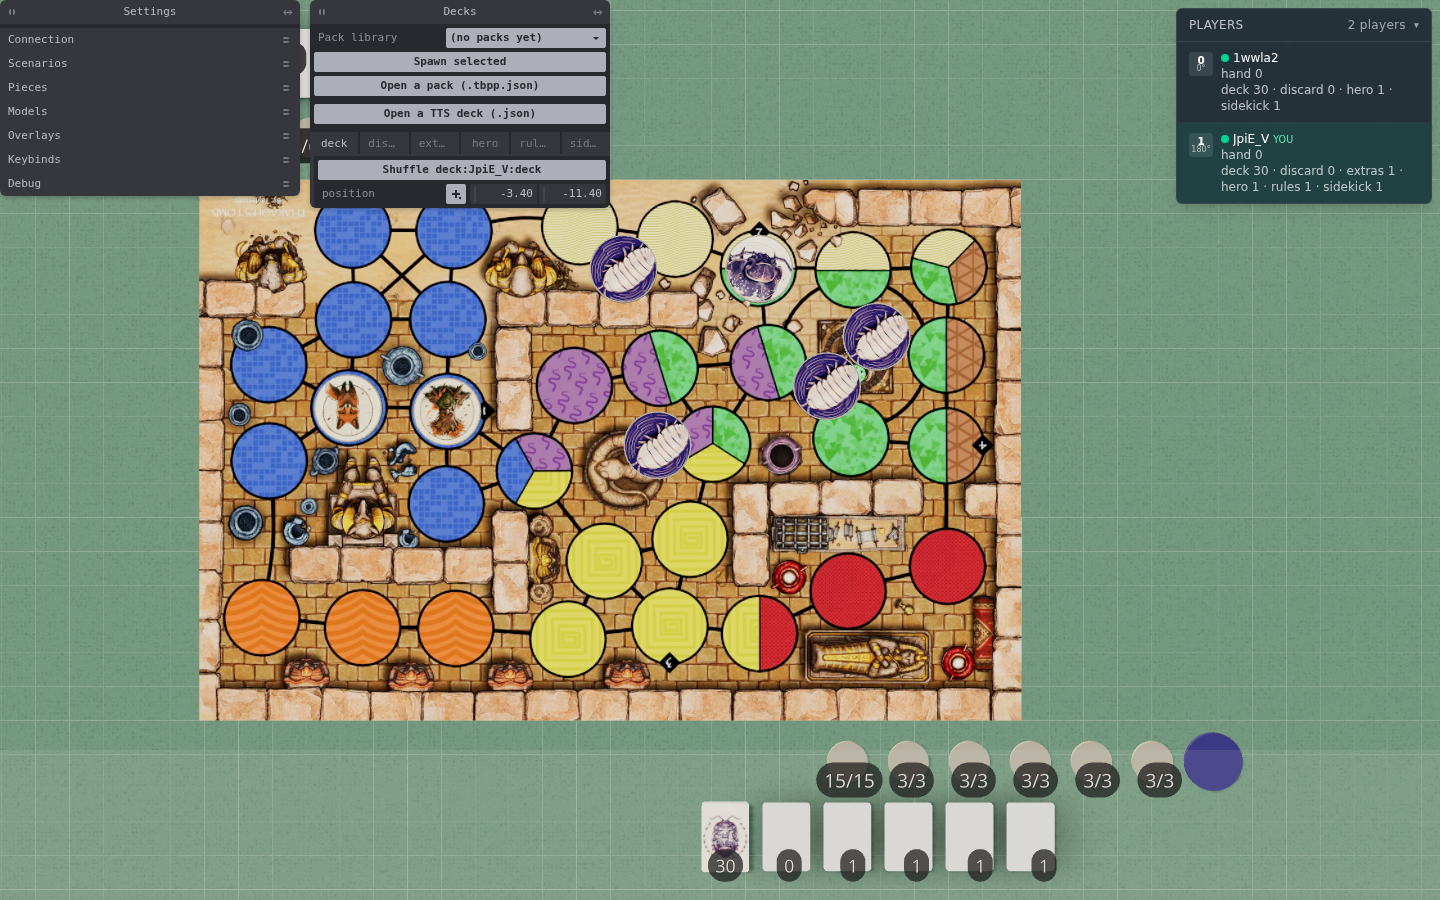 Settings
Connection
Scenarios
Pieces
Models
Overlays
Keybinds
Debug
Decks
Pack library
(no packs yet)
Spawn selected
Open a pack (.tbpp.json)
Open a TTS deck (.json)
deck
dis…
ext…
hero
rul…
sid…
Shuffle deck:JpiE_V:deck
position
-3.40
-11.40
PLAYERS
2 players
0
0°
1wwla2
hand 0
deck 30 · discard 0 · hero 1 ·
sidekick 1
1
180°
JpiE_V YOU
hand 0
deck 30 · discard 0 · extras 1 ·
hero 1 · rules 1 · sidekick 1
15/15
3/3
3/3
3/3
3/3
3/3
30
0
1
1
1
1